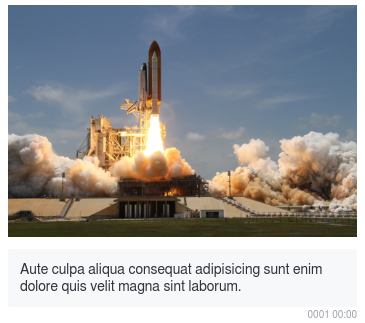 Aute culpa aliqua consequat adipisicing sunt enim
dolore quis velit magna sint laborum.
0001 00:00